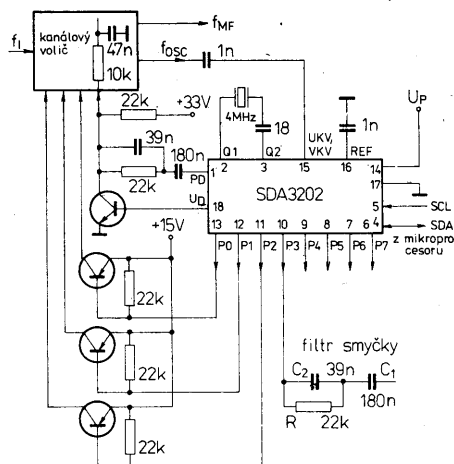 f_I
kanálový
volič
47n
10k
f_MF
f_OSC
1n
22k
+33V
39n
22k
180n
PD
U_D
4MHz
18
Q1
Q2
UKV,
VKV
1n
REF
U_P
2
3
15
16
14
1
17
SDA3202
18
5
SCL
13
12
11
10
9
8
7
6
4
SDA
z mikropro
cesoru
P0
P1
P2
P3
P4
P5
P6
P7
+15V
22k
22k
22k
filtr smyčky
C₂
39n
C₁
180n
R
22k